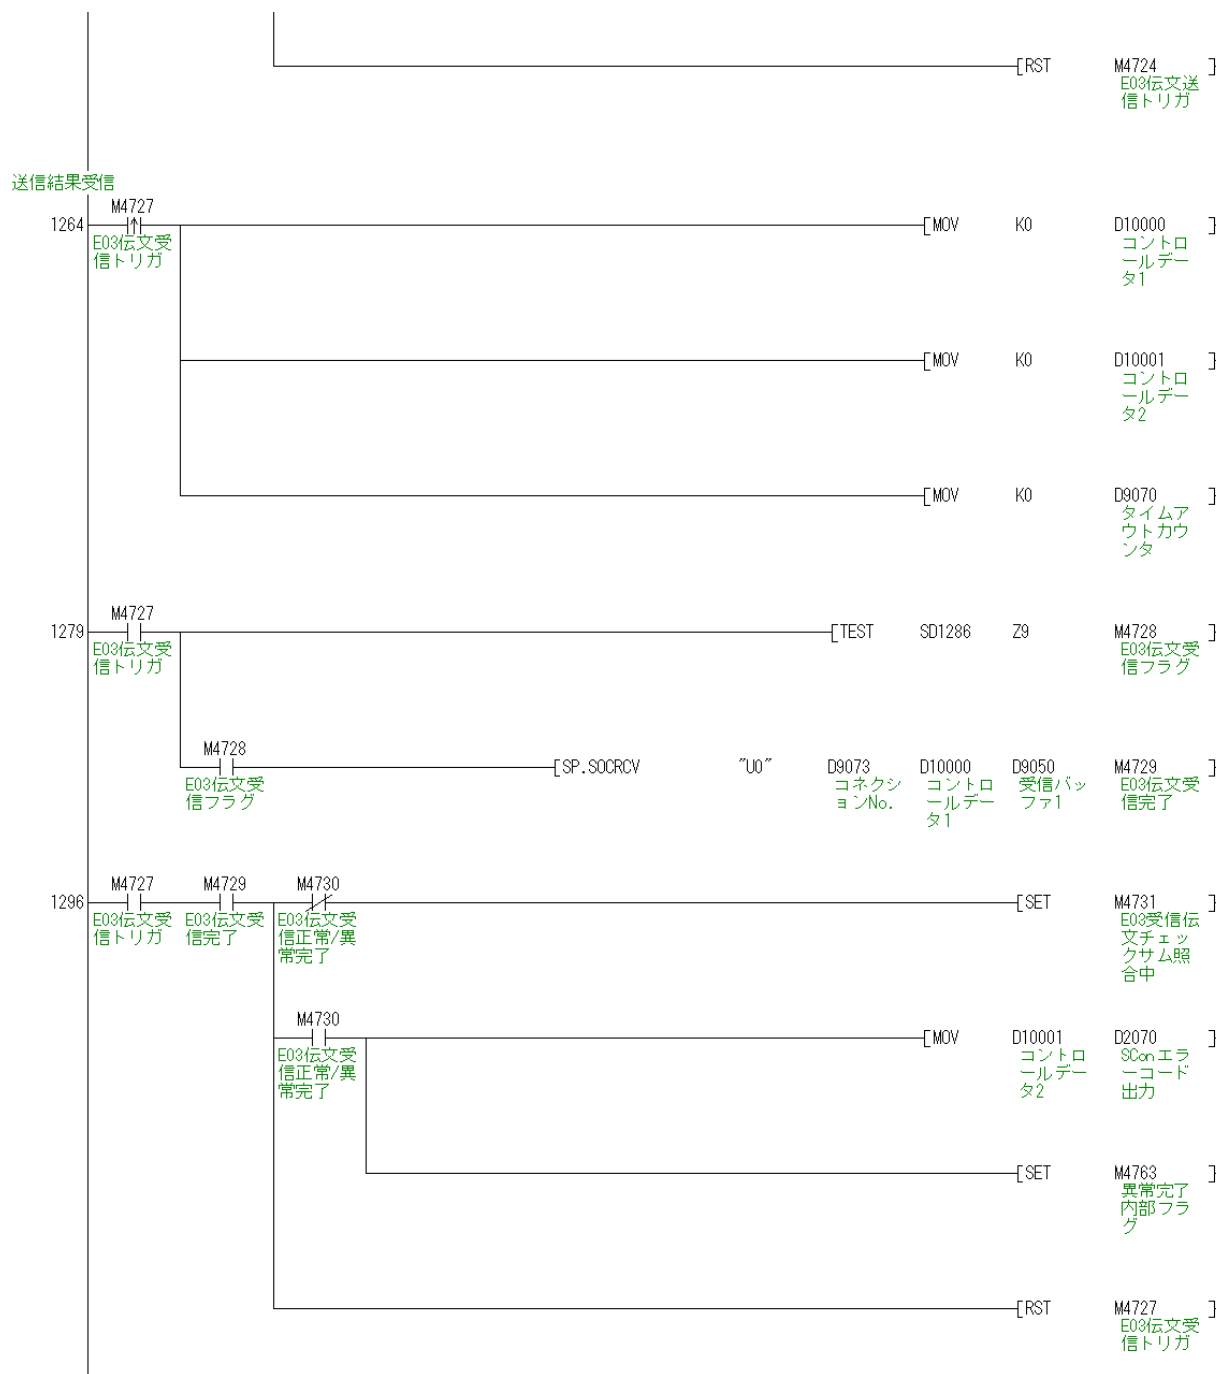 [RST M4724 ]
E03伝文送
信トリガ
送信結果受信
M4727
1264 [MOV K0 D10000 ]
E03伝文受
信トリガ
コントロ
ールデー
タ1
[MOV K0 D10001 ]
コントロ
ールデー
タ2
[MOV K0 D9070 ]
タイムア
ウトカウ
ンタ
M4727
1279 [TEST SD1286 Z9 M4728 ]
E03伝文受
信トリガ
E03伝文受
信フラグ
M4728
[SP.SOCRCV "U0" D9073 D10000 D9050 M4729 ]
E03伝文受
信フラグ
コネクシ
ョンNo.
コントロ
ールデー
タ1
受信バッ
ファ1
E03伝文受
信完了
M4727 M4729 M4730
1296 [SET M4731 ]
E03伝文受
信トリガ
E03伝文受
信完了
E03伝文受
信正常/異
常完了
E03受信伝
文チェッ
クサム照
合中
M4730
[MOV D10001 D2070 ]
E03伝文受
信正常/異
常完了
コントロ
ールデー
タ2
SConエラ
ーコード
出力
[SET M4763 ]
異常完了
内部フラ
グ
[RST M4727 ]
E03伝文受
信トリガ